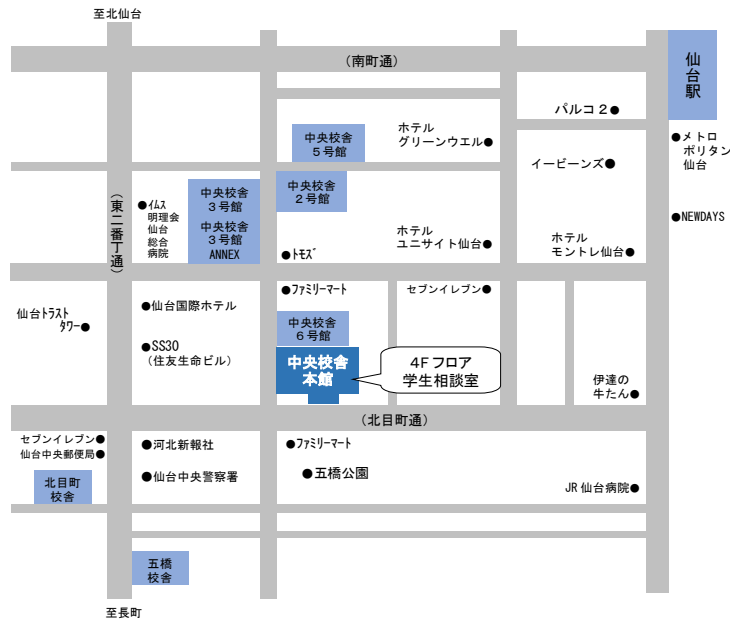 至北仙台
(南町通)
仙台駅
パルコ2●
ホテル
グリーンウエル●
中央校舎
5号館
●メトロ
ポリタン
仙台
イービーンズ●
(東二番丁通)
●イムス
明理会
仙台
総合
病院
中央校舎
3号館
中央校舎
3号館
ANNEX
中央校舎
2号館
●NEWDAYS
ホテル
ユニサイト仙台●
ホテル
モントレ仙台●
●トモズ
●ファミリーマート
セブンイレブン●
仙台トラスト
タワー●
●仙台国際ホテル
中央校舎
6号館
●SS30
(住友生命ビル)
中央校舎
本館
4Fフロア
学生相談室
伊達の
牛たん●
(北目町通)
セブンイレブン●
仙台中央郵便局●
●河北新報社
●ファミリーマート
●仙台中央警察署
●五橋公園
北目町
校舎
JR仙台病院●
五橋
校舎
至長町